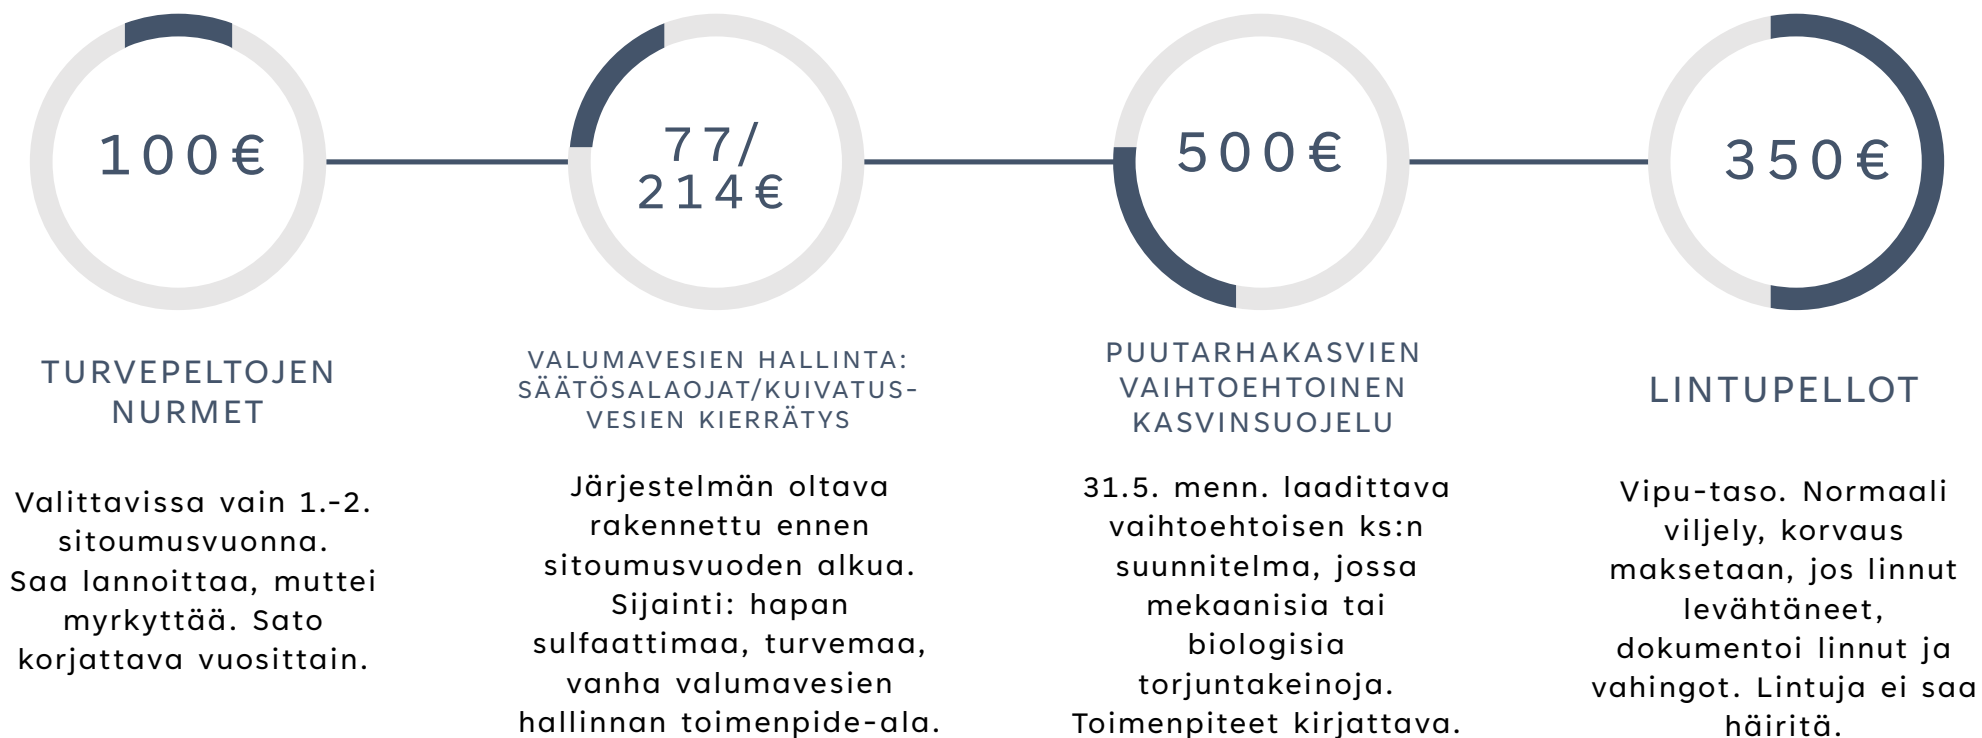 100€
TURVEPELTOJEN
NURMET
Valittavissa vain 1.-2.
sitoumusvuonna.
Saa lannoittaa, muttei
myrkyttää. Sato
korjattava vuosittain.
77/
214€
VALUMAVESIEN HALLINTA:
SÄÄTÖSALAOJAT/KUIVATUS-
VESIEN KIERRÄTYS
Järjestelmän oltava
rakennettu ennen
sitoumusvuoden alkua.
Sijainti: hapan
sulfaattimaa, turvemaa,
vanha valumavesien
hallinnan toimenpide-ala.
500€
PUUTARHAKASVIEN
VAIHTOEHTOINEN
KASVINSUOJELU
31.5. menn. laadittava
vaihtoehtoisen ks:n
suunnitelma, jossa
mekaanisia tai
biologisia
torjuntakeinoja.
Toimenpiteet kirjattava.
350€
LINTUPELLOT
Vipu-taso. Normaali
viljely, korvaus
maksetaan, jos linnut
levähtäneet,
dokumentoi linnut ja
vahingot. Lintuja ei saa
häiritä.